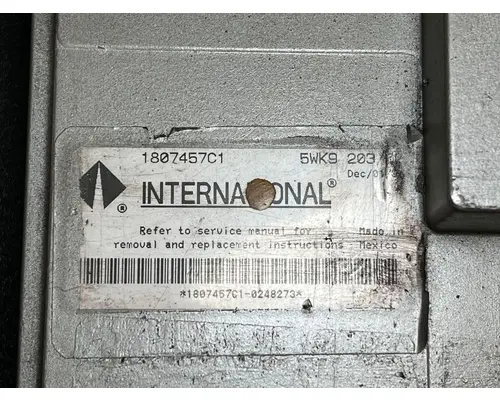 1807457C1 5WK9 203
Dec/0
® INTERNATIONAL®
Refer to service manual for Made in
removal and replacement instructions Mexico
*1807457C1-0248273*